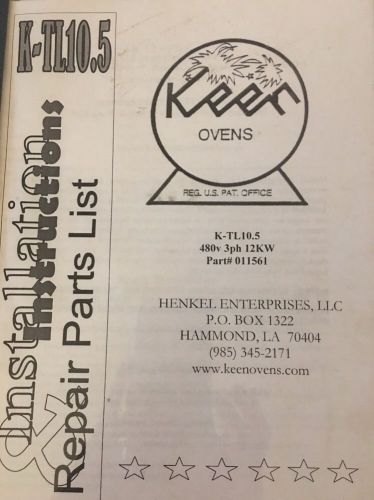 K-TL10.5
Installation
Instructions
&
Repair Parts List
Keen
OVENS
REG. U.S. PAT. OFFICE
K-TL10.5
480v 3ph 12KW
Part# 011561
HENKEL ENTERPRISES, LLC
P.O. BOX 1322
HAMMOND, LA 70404
(985) 345-2171
www.keenovens.com